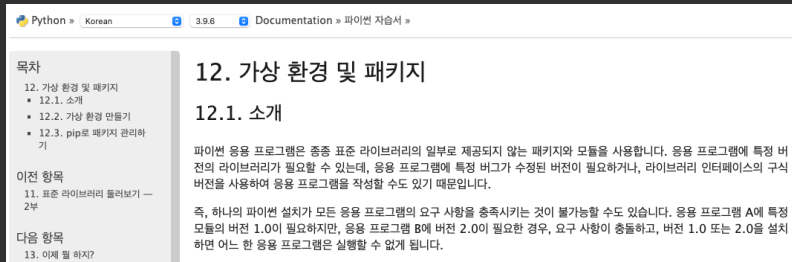 Python » Korean 3.9.6 Documentation » 파이썬 자습서 »
목차
12. 가상 환경 및 패키지
▪ 12.1. 소개
▪ 12.2. 가상 환경 만들기
▪ 12.3. pip로 패키지 관리하
기
이전 항목
11. 표준 라이브러리 둘러보기 —
2부
다음 항목
13. 이제 뭘 하지?
12. 가상 환경 및 패키지
12.1. 소개
파이썬 응용 프로그램은 종종 표준 라이브러리의 일부로 제공되지 않는 패키지와 모듈을 사용합니다. 응용 프로그램에 특정 버
전의 라이브러리가 필요할 수 있는데, 응용 프로그램에 특정 버그가 수정된 버전이 필요하거나, 라이브러리 인터페이스의 구식
버전을 사용하여 응용 프로그램을 작성할 수도 있기 때문입니다.
즉, 하나의 파이썬 설치가 모든 응용 프로그램의 요구 사항을 충족시키는 것이 불가능할 수도 있습니다. 응용 프로그램 A에 특정
모듈의 버전 1.0이 필요하지만, 응용 프로그램 B에 버전 2.0이 필요한 경우, 요구 사항이 충돌하고, 버전 1.0 또는 2.0을 설치
하면 어느 한 응용 프로그램은 실행할 수 없게 됩니다.